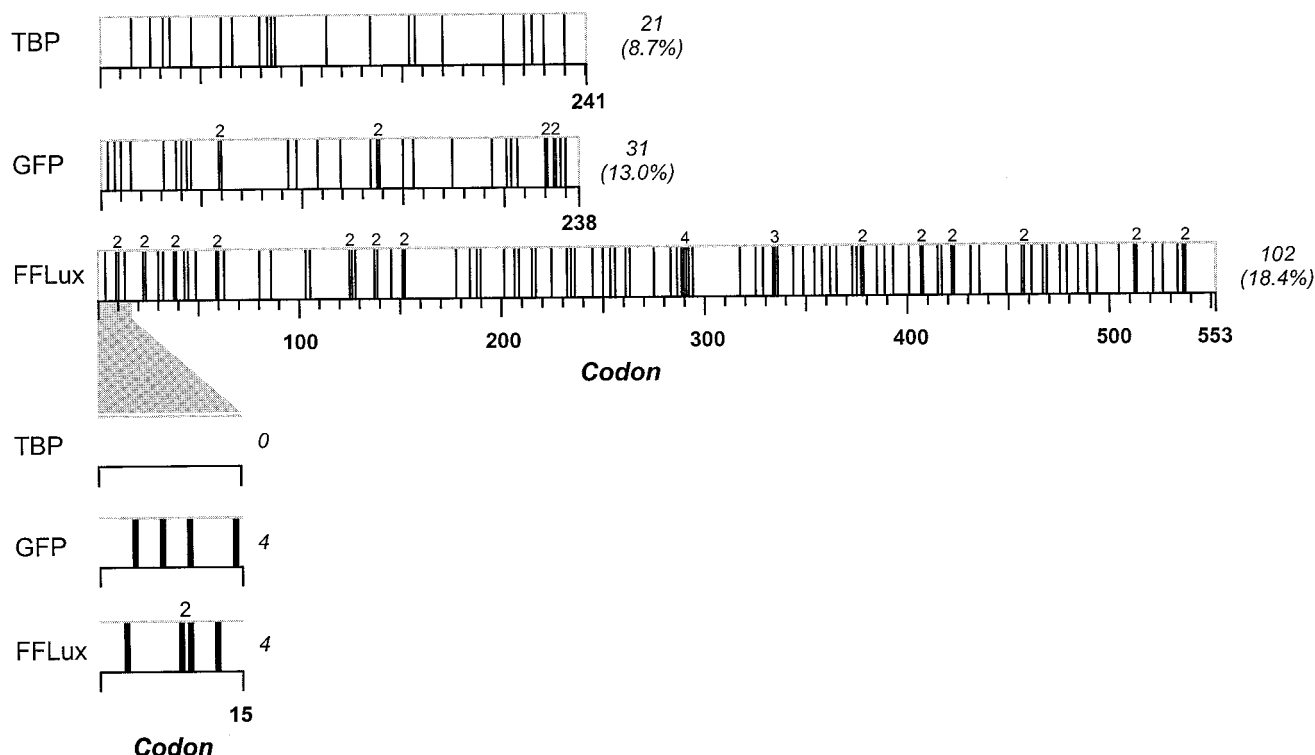 TBP
21
(8.7%)
241
2 2 22
GFP
31
(13.0%)
238
2 2 2 2 2 2 2 4 3 2 2 2 2 2 2
FFLux
102
(18.4%)
100 200 300 400 500 553
Codon
TBP
0
GFP
4
2
FFLux
4
15
Codon